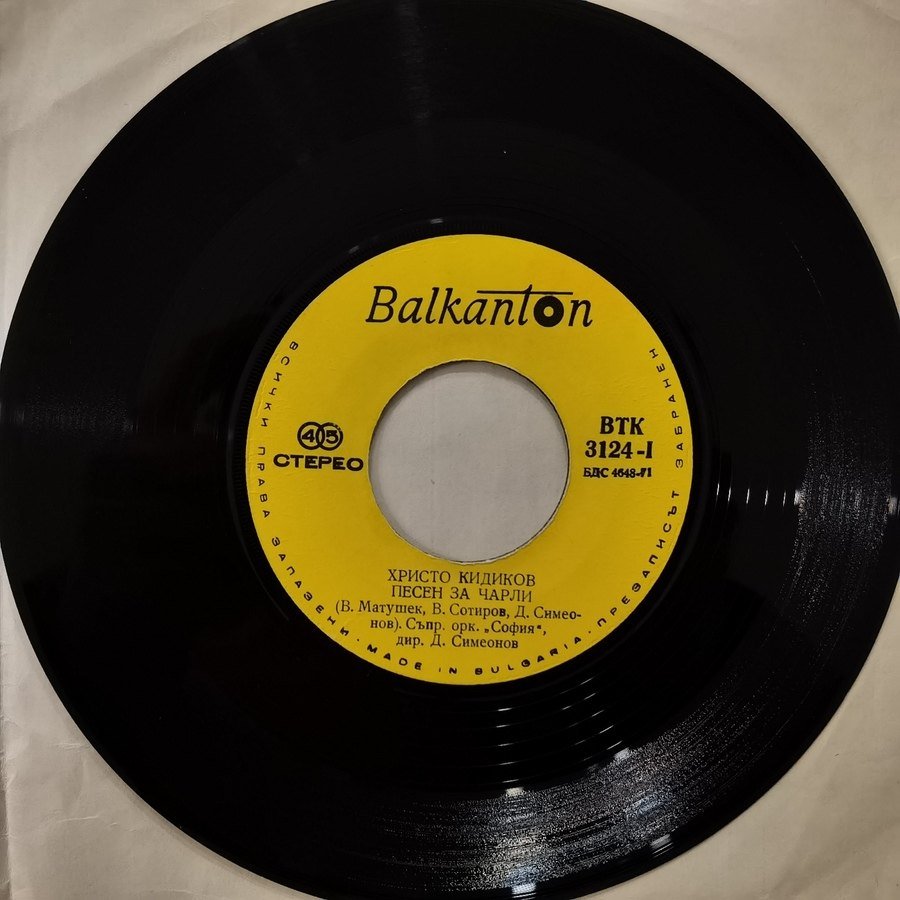 Balkanton
45
СТЕРЕО
ВТК
3124-I
БДС 4648-71
ХРИСТО КИДИКОВ
ПЕСЕН ЗА ЧАРЛИ
(В. Матушек, В. Сотиров, Д. Симео-
нов). Съпр. орк. „София“,
дир. Д. Симеонов
ВСИЧКИ ПРАВА ЗАПАЗЕНИ · MADE IN BULGARIA · ПРЕЗАПИСЪТ ЗАБРАНЕН